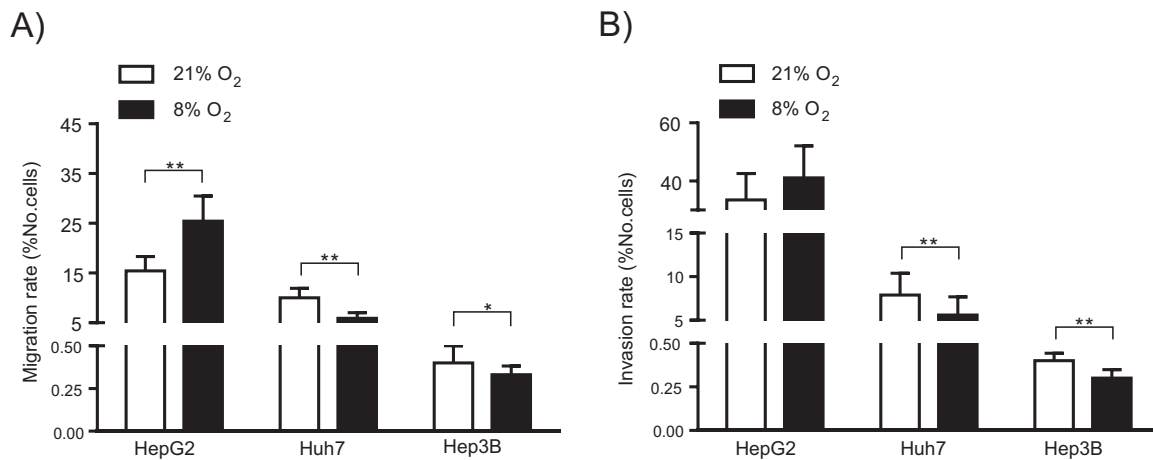 A)
21% O2
8% O2
Migration rate (%No.cells)
45
35
25
15
5
0.50
0.25
0.00
**
**
*
HepG2
Huh7
Hep3B
B)
21% O2
8% O2
Invasion rate (%No.cells)
60
40
15
10
5
0.50
0.25
0.00
**
**
HepG2
Huh7
Hep3B